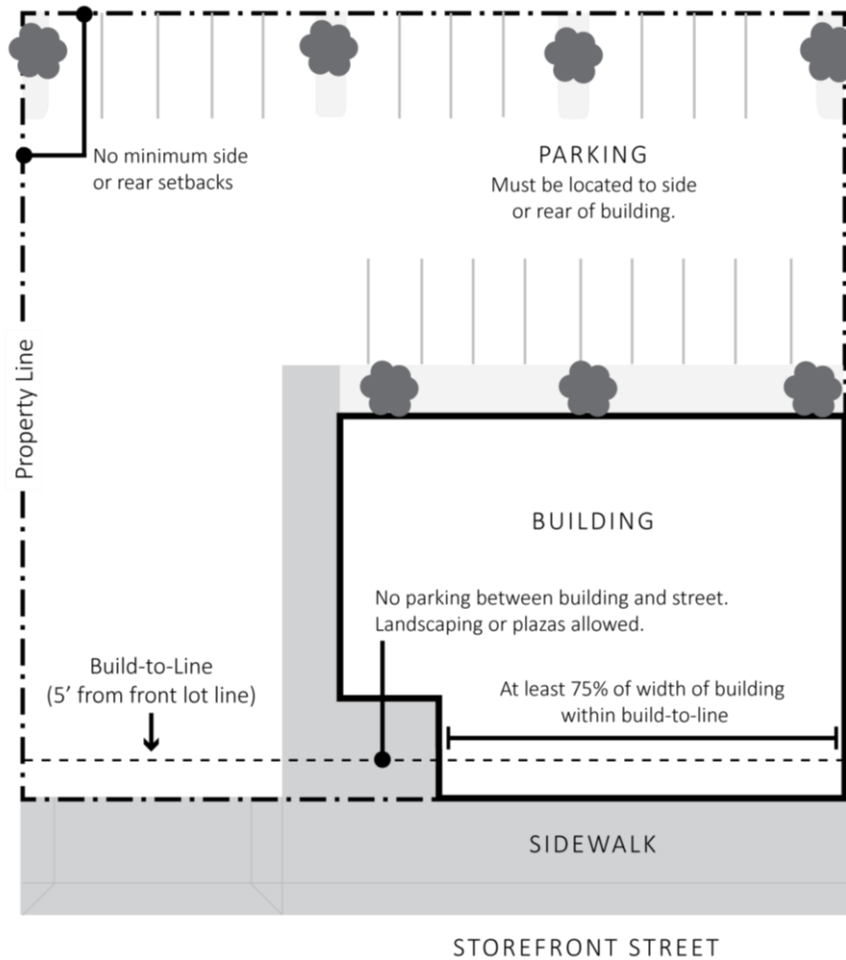 No minimum side
or rear setbacks
PARKING
Must be located to side
or rear of building.
Property Line
BUILDING
No parking between building and street.
Landscaping or plazas allowed.
Build-to-Line
(5’ from front lot line)
At least 75% of width of building
within build-to-line
SIDEWALK
STOREFRONT STREET